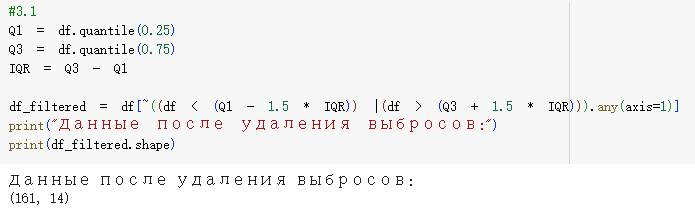 #3.1
Q1 = df.quantile(0.25)
Q3 = df.quantile(0.75)
IQR = Q3 - Q1
df_filtered = df[~((df < (Q1 - 1.5 * IQR)) |(df > (Q3 + 1.5 * IQR))).any(axis=1)]
print("Данные после удаления выбросов:")
print(df_filtered.shape)
Данные после удаления выбросов:
(161, 14)